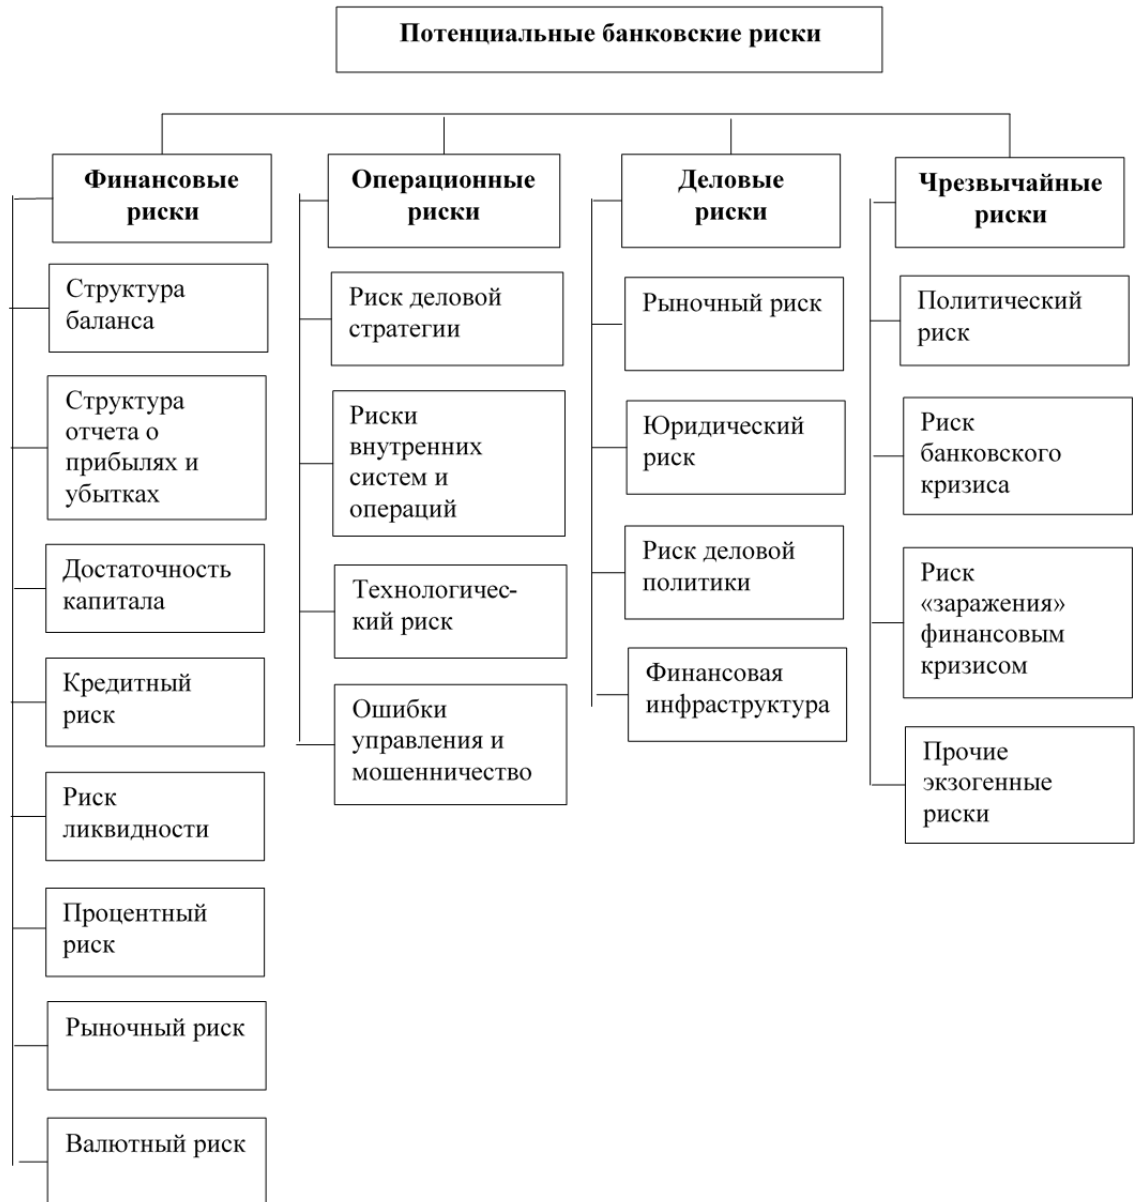 Потенциальные банковские риски
Финансовые
риски
Структура
баланса
Структура
отчета о
прибылях и
убытках
Достаточность
капитала
Кредитный
риск
Риск
ликвидности
Процентный
риск
Рыночный риск
Валютный риск
Операционные
риски
Риск деловой
стратегии
Риски
внутренних
систем и
операций
Технологичес-
кий риск
Ошибки
управления и
мошенничество
Деловые
риски
Рыночный риск
Юридический
риск
Риск деловой
политики
Финансовая
инфраструктура
Чрезвычайные
риски
Политический
риск
Риск
банковского
кризиса
Риск
«заражения»
финансовым
кризисом
Прочие
экзогенные
риски